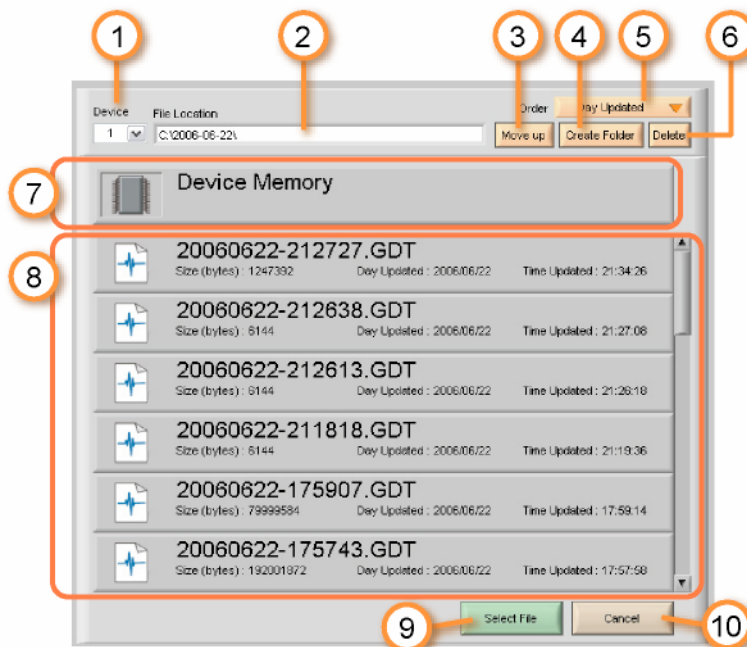 1 2 3 4 5 6
Device File Location Order Day Updated
1 C:\2006-06-22\ Move up Create Folder Delete
7
Device Memory
8
20060622-212727.GDT
Size (bytes) : 1247392 Day Updated : 2006/06/22 Time Updated : 21:34:26
20060622-212638.GDT
Size (bytes) : 6144 Day Updated : 2006/06/22 Time Updated : 21:27:08
20060622-212613.GDT
Size (bytes) : 6144 Day Updated : 2006/06/22 Time Updated : 21:26:18
20060622-211818.GDT
Size (bytes) : 6144 Day Updated : 2006/06/22 Time Updated : 21:19:36
20060622-175907.GDT
Size (bytes) : 79999584 Day Updated : 2006/06/22 Time Updated : 17:59:14
20060622-175743.GDT
Size (bytes) : 192001872 Day Updated : 2006/06/22 Time Updated : 17:57:58
9 Select File Cancel 10